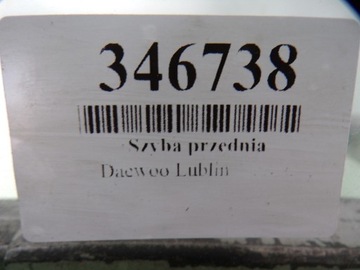 346738
Szyba przednia
Daewoo Lublin